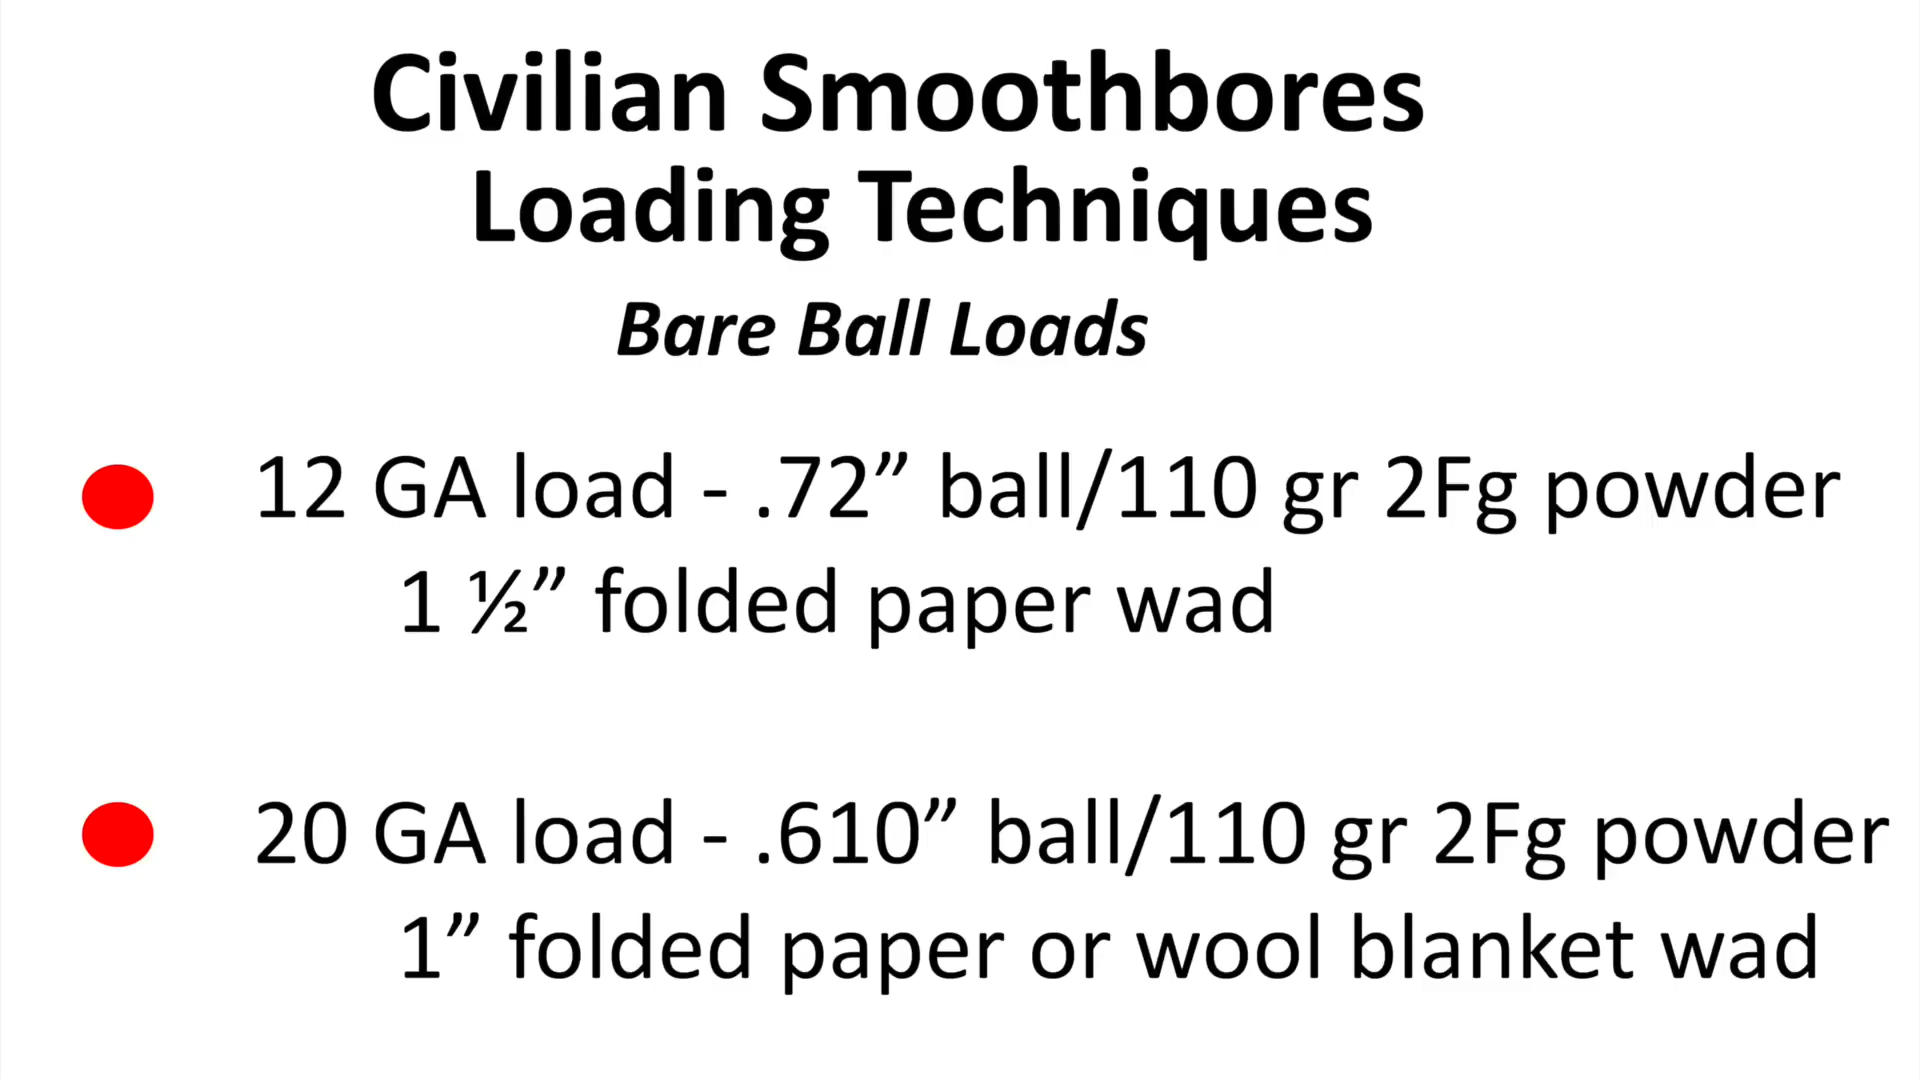 Civilian Smoothbores
Loading Techniques
Bare Ball Loads
12 GA load - .72” ball/110 gr 2Fg powder
1 ½” folded paper wad
20 GA load - .610” ball/110 gr 2Fg powder
1” folded paper or wool blanket wad